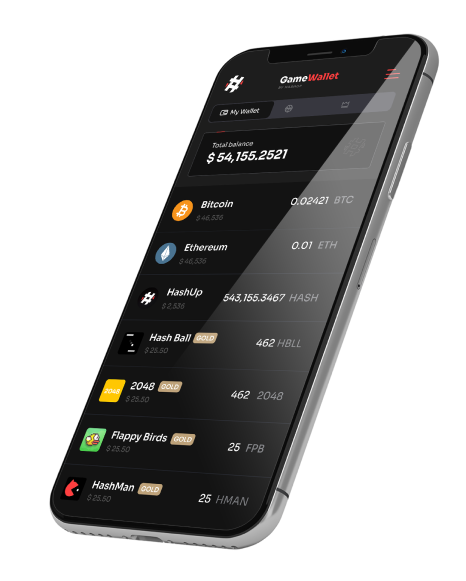 GameWallet
BY HASHUP
My Wallet
Total balance
$ 54,155.2521
Bitcoin 0.02421 BTC
$ 46,536
Ethereum 0.01 ETH
$ 46,536
HashUp 543,155.3467 HASH
$ 2,536
Hash Ball GOLD 462 HBLL
$ 25.50
2048 2048 GOLD 462 2048
$ 25.50
Flappy Birds GOLD 25 FPB
$ 25.50
HashMan GOLD 25 HMAN
$ 25.50